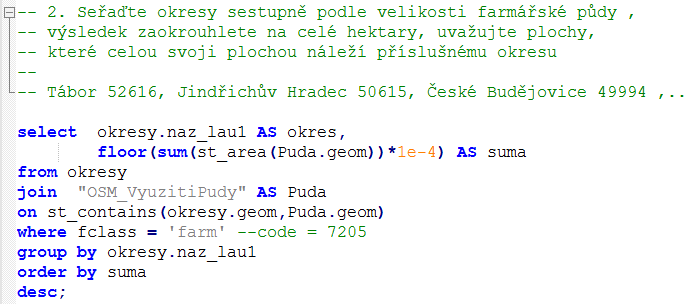 -- 2. Seřaďte okresy sestupně podle velikosti farmářské půdy ,
-- výsledek zaokrouhlete na celé hektary, uvažujte plochy,
-- které celou svoji plochou náleží příslušnému okresu
--
-- Tábor 52616, Jindřichův Hradec 50615, České Budějovice 49994 ,..
select  okresy.naz_lau1 AS okres,
        floor(sum(st_area(Puda.geom))*1e-4) AS suma
from okresy
join  "OSM_VyuzitiPudy" AS Puda
on st_contains(okresy.geom,Puda.geom)
where fclass = 'farm' --code = 7205
group by okresy.naz_lau1
order by suma
desc;